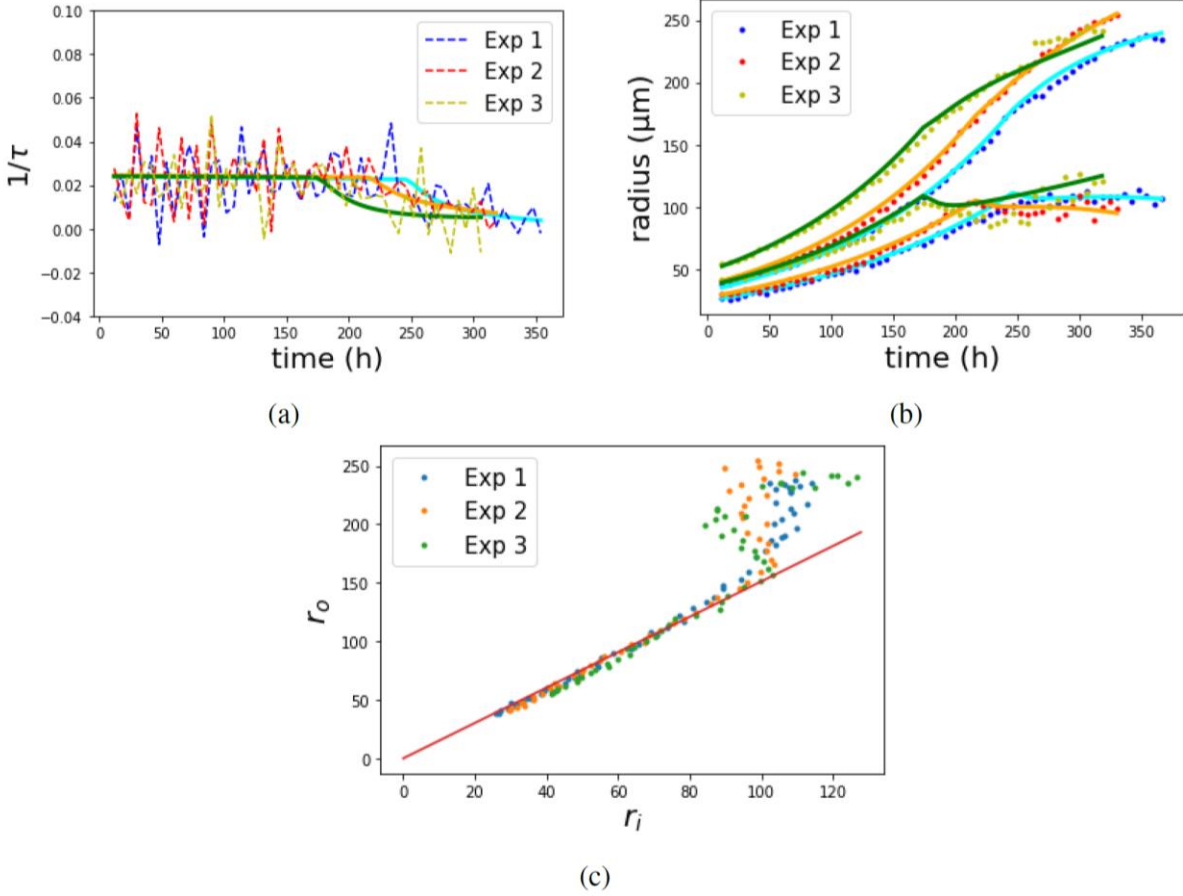 0.10
0.08
0.06
0.04
0.02
0.00
−0.02
−0.04
1/τ
0 50 100 150 200 250 300 350
time (h)
Exp 1
Exp 2
Exp 3
(a)
250
200
150
100
50
radius (μm)
0 50 100 150 200 250 300 350
time (h)
Exp 1
Exp 2
Exp 3
(b)
250
200
150
100
50
0
r_o
0 20 40 60 80 100 120
r_i
Exp 1
Exp 2
Exp 3
(c)